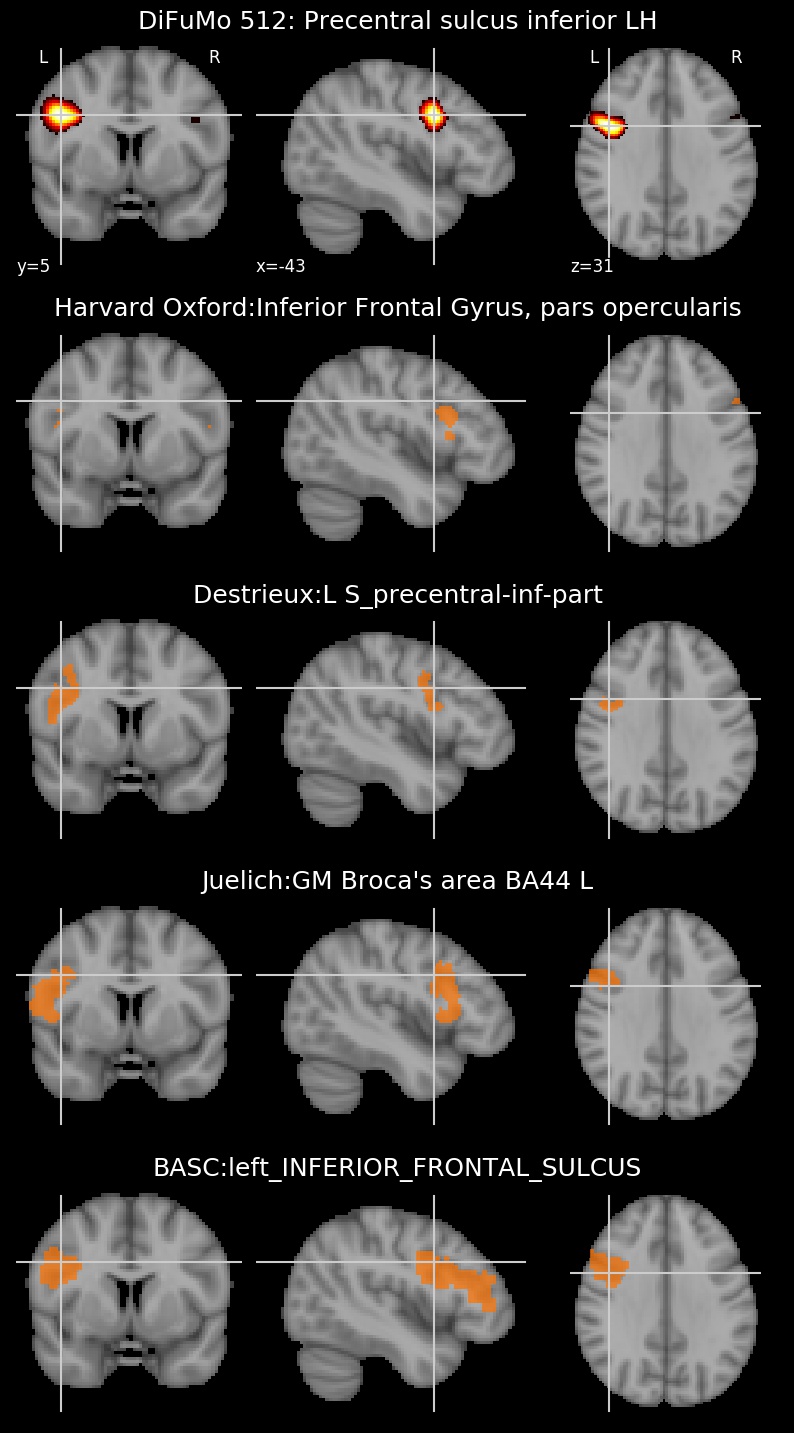 DiFuMo 512: Precentral sulcus inferior LH
L R L R
y=5 x=-43 z=31
Harvard Oxford:Inferior Frontal Gyrus, pars opercularis
Destrieux:L S_precentral-inf-part
Juelich:GM Broca's area BA44 L
BASC:left_INFERIOR_FRONTAL_SULCUS